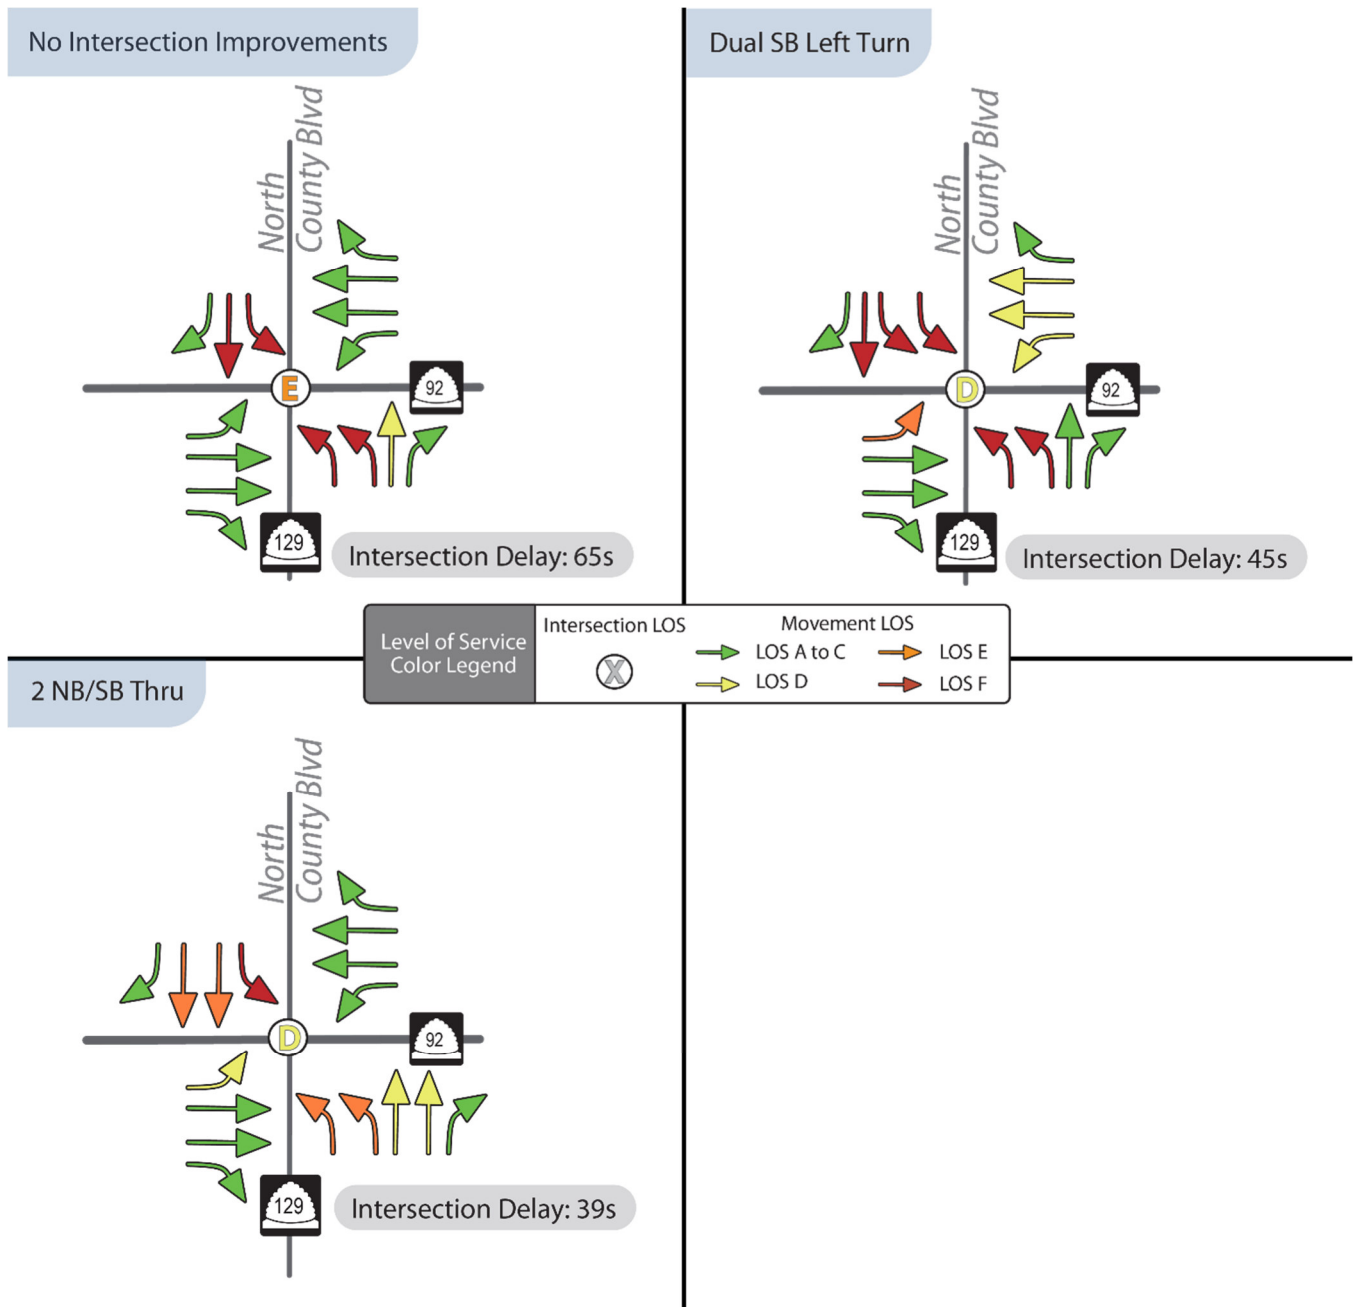 No Intersection Improvements
North
County Blvd
E
92
129
Intersection Delay: 65s
Dual SB Left Turn
North
County Blvd
D
92
129
Intersection Delay: 45s
Level of Service
Color Legend
Intersection LOS
X
Movement LOS
LOS A to C
LOS E
LOS D
LOS F
2 NB/SB Thru
North
County Blvd
D
92
129
Intersection Delay: 39s